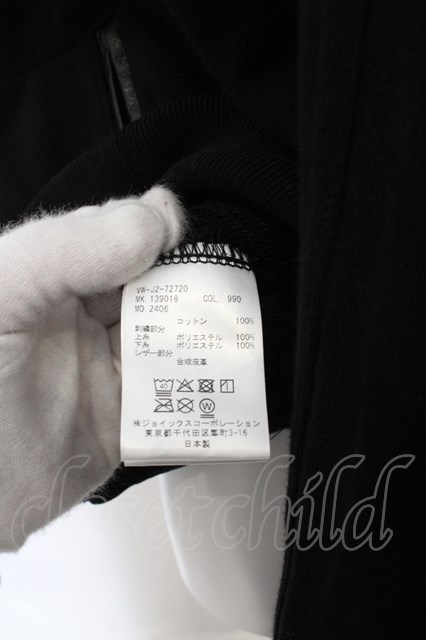 VW-J2-72720
MK 139018 COL. 990
MD 2406
コットン 100%
刺繍部分
上糸 ポリエステル 100%
下糸 ポリエステル 100%
レザー部分
合成皮革
40
W
㈱ジョイックスコーポレーション
東京都千代田区麹町3-16
日本製
closetchild